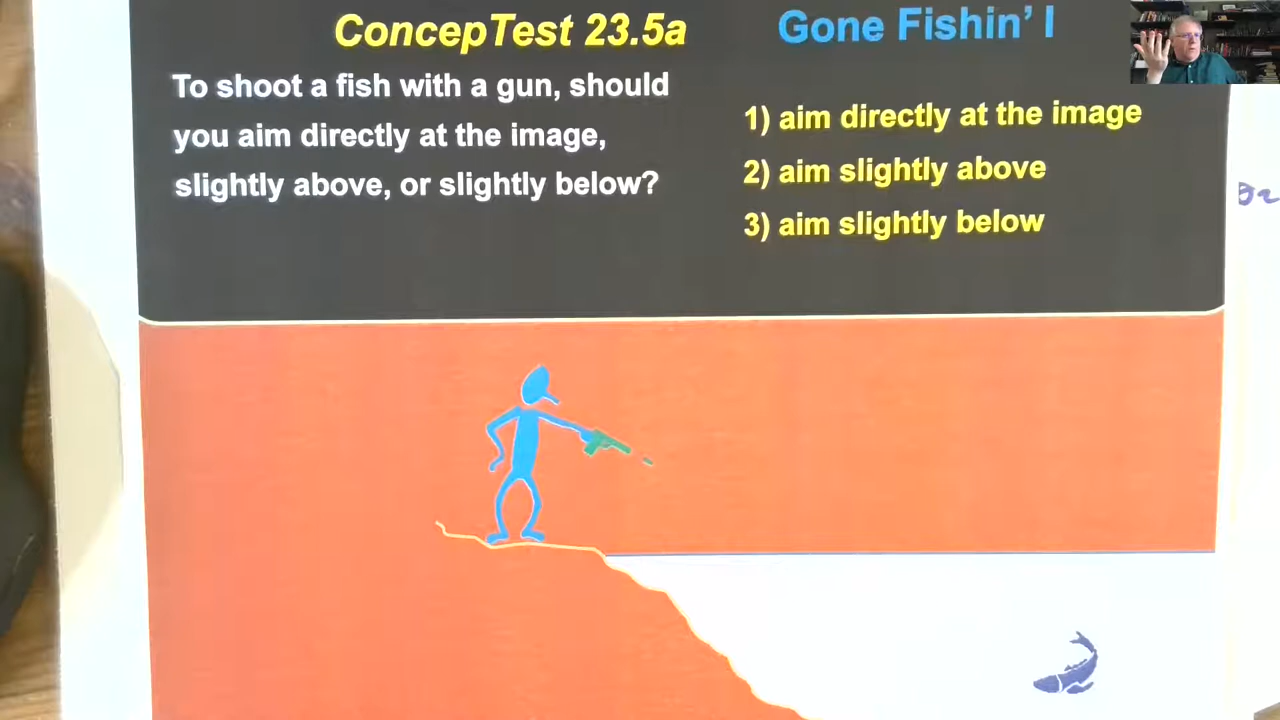 ConcepTest 23.5a
Gone Fishin' I
To shoot a fish with a gun, should
you aim directly at the image,
slightly above, or slightly below?
1) aim directly at the image
2) aim slightly above
3) aim slightly below